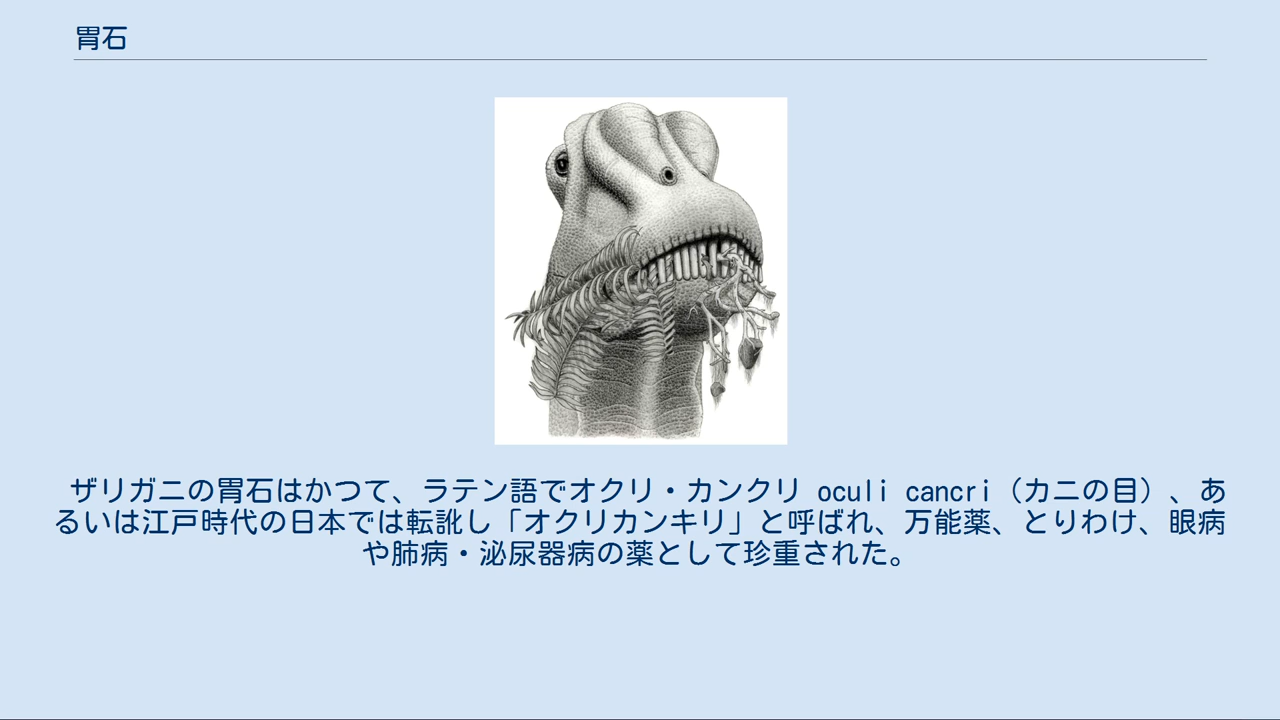 胃石
ザリガニの胃石はかつて、ラテン語でオクリ・カンクリ oculi cancri（カニの目）、あ
るいは江戸時代の日本では転訛し「オクリカンキリ」と呼ばれ、万能薬、とりわけ、眼病
や肺病・泌尿器病の薬として珍重された。